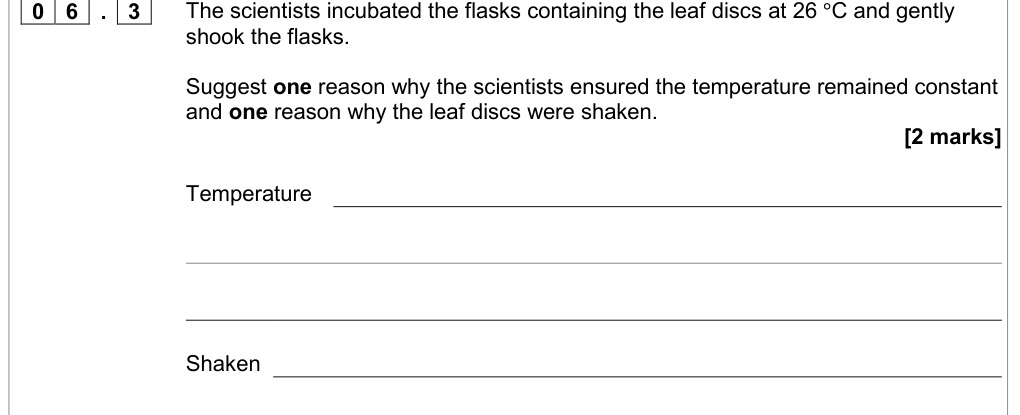 06.3 The scientists incubated the flasks containing the leaf discs at 26 °C and gently
shook the flasks.
Suggest one reason why the scientists ensured the temperature remained constant
and one reason why the leaf discs were shaken.
[2 marks]
Temperature
Shaken